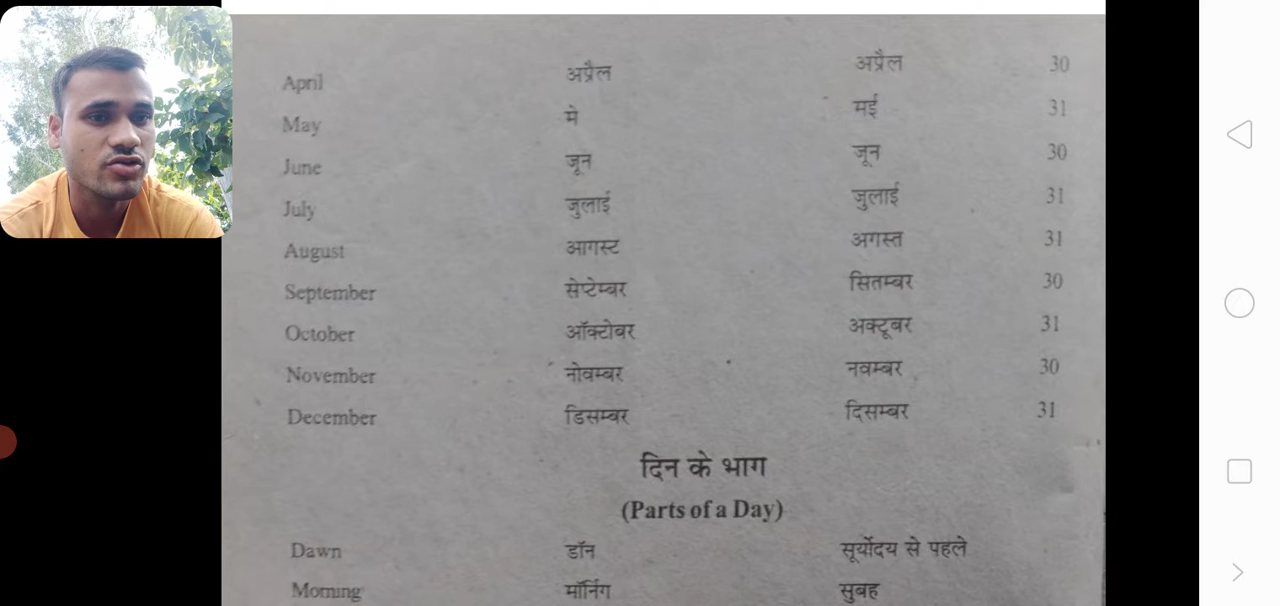 April अप्रैल अप्रैल 30
May मे मई 31
June जून जून 30
July जुलाई जुलाई 31
August आगस्ट अगस्त 31
September सेप्टेम्बर सितम्बर 30
October ऑक्टोबर अक्टूबर 31
November नोवम्बर नवम्बर 30
December डिसम्बर दिसम्बर 31
दिन के भाग
(Parts of a Day)
Dawn डॉन सूर्योदय से पहले
Morning मॉर्निग सुबह